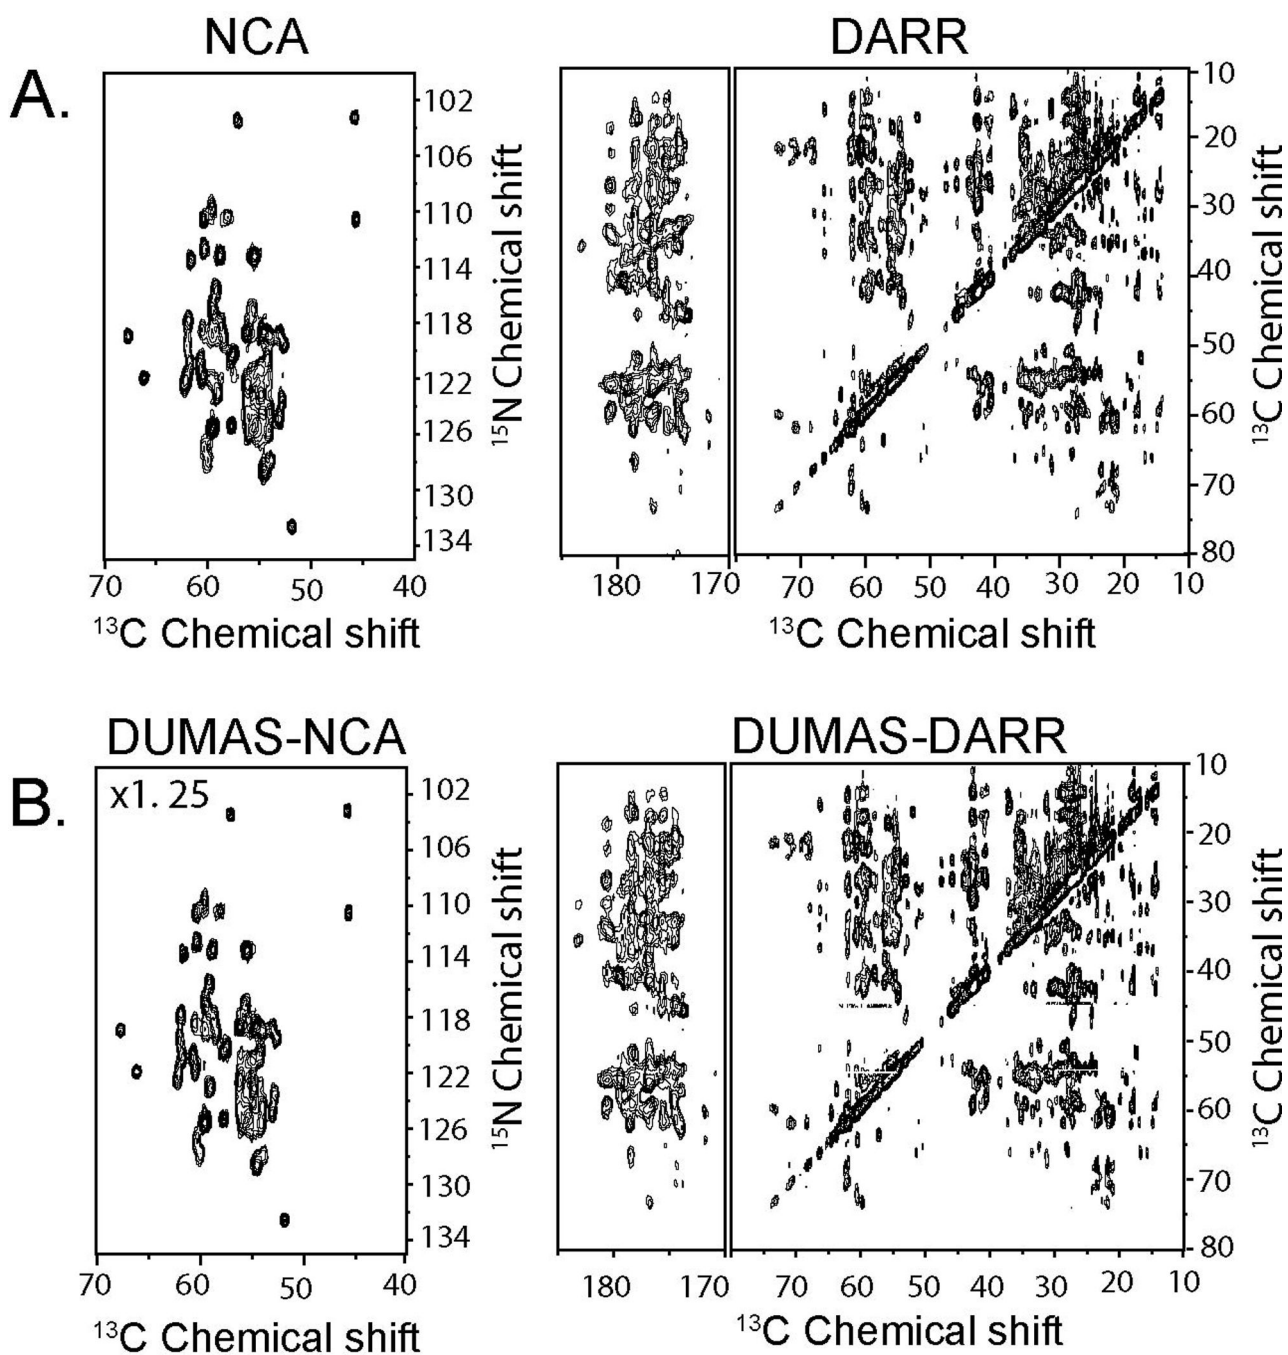 NCA
DARR
A.
102
106
110
114
118
122
126
130
134
15N Chemical shift
70 60 50 40
13C Chemical shift
10
20
30
40
50
60
70
80
13C Chemical shift
180 170 70 60 50 40 30 20 10
13C Chemical shift
DUMAS-NCA
DUMAS-DARR
B.
x1. 25
102
106
110
114
118
122
126
130
134
15N Chemical shift
70 60 50 40
13C Chemical shift
10
20
30
40
50
60
70
80
13C Chemical shift
180 170 70 60 50 40 30 20 10
13C Chemical shift